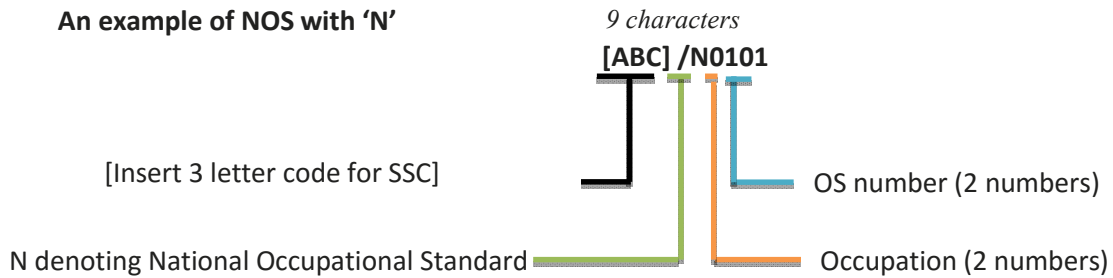 An example of NOS with ‘N’
9 characters
[ABC] /N0101
[Insert 3 letter code for SSC]
OS number (2 numbers)
N denoting National Occupational Standard
Occupation (2 numbers)